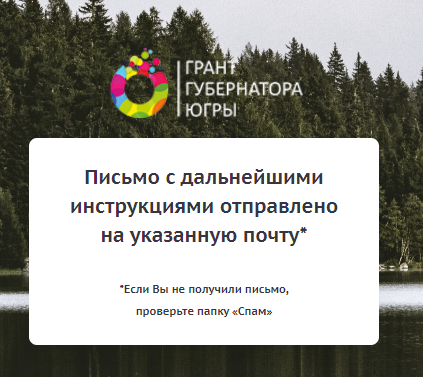 ГРАНТ
ГУБЕРНАТОРА
ЮГРЫ
Письмо с дальнейшими
инструкциями отправлено
на указанную почту*
*Если Вы не получили письмо,
проверьте папку «Спам»